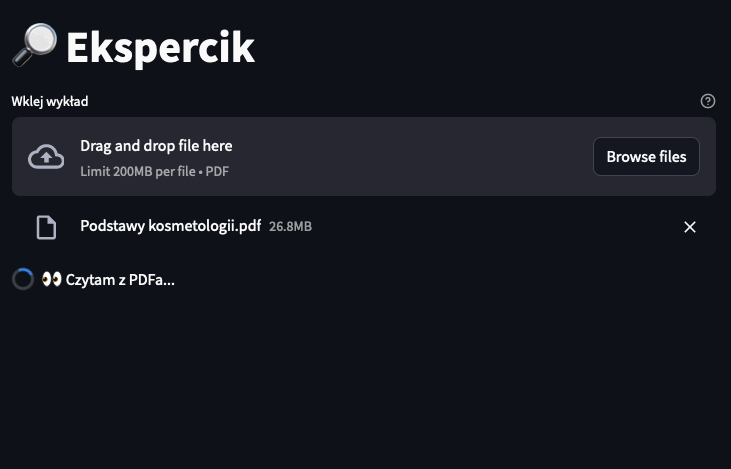 Ekspercik
Wklej wykład
Drag and drop file here
Limit 200MB per file • PDF
Browse files
Podstawy kosmetologii.pdf 26.8MB
👀 Czytam z PDFa...